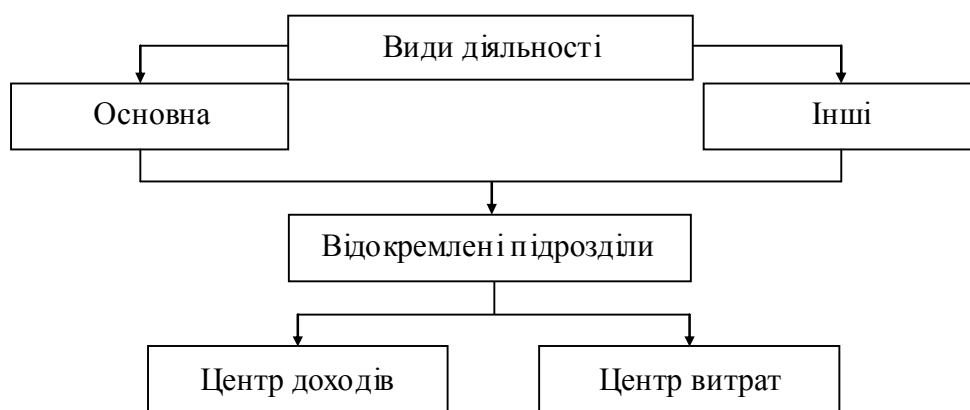 Види діяльності
Основна
Інші
Відокремлені підрозділи
Центр доходів
Центр витрат